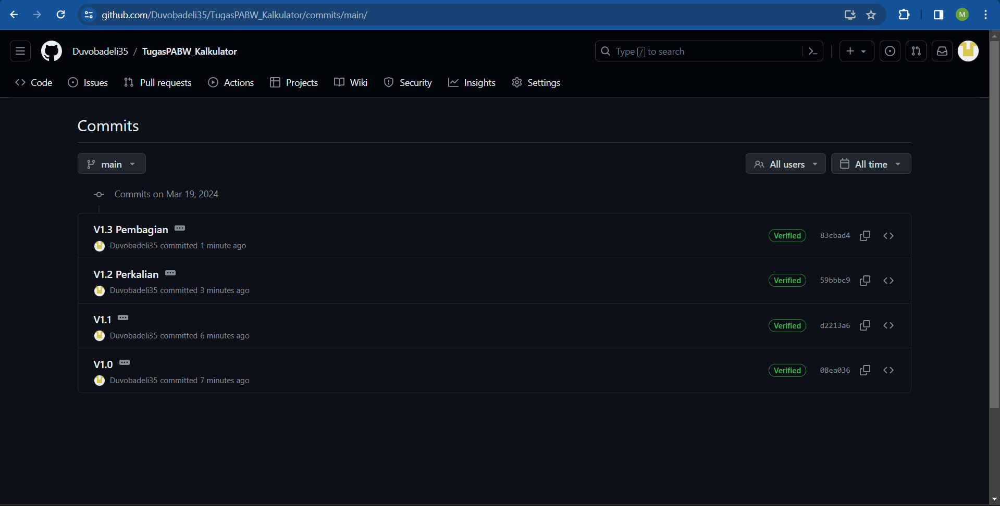 github.com/Duvobadeli35/TugasPABW_Kalkulator/commits/main/
M
Duvobadeli35 / TugasPABW_Kalkulator
Type / to search
Code Issues Pull requests Actions Projects Wiki Security Insights Settings
Commits
main
All users All time
Commits on Mar 19, 2024
V1.3 Pembagian
Verified 83cbad4
Duvobadeli35 committed 1 minute ago
V1.2 Perkalian
Verified 59bbbc9
Duvobadeli35 committed 3 minutes ago
V1.1
Verified d2213a6
Duvobadeli35 committed 6 minutes ago
V1.0
Verified 08ea036
Duvobadeli35 committed 7 minutes ago